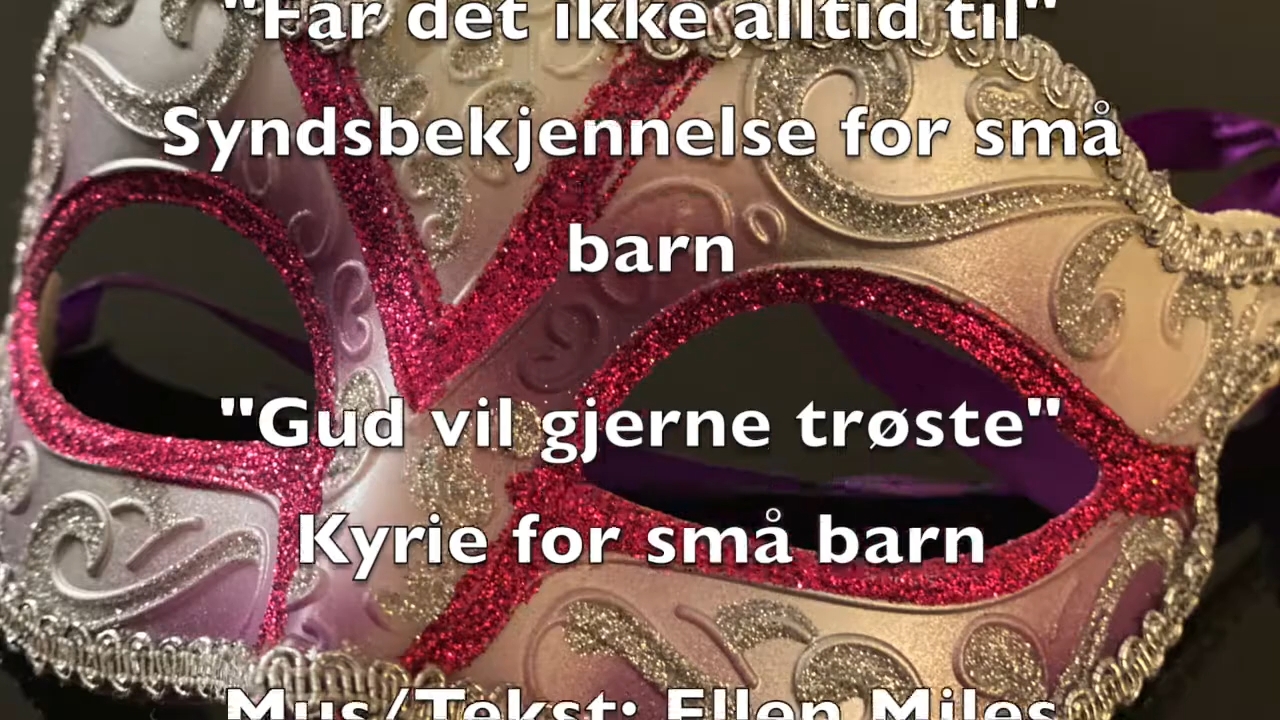 "Får det ikke alltid til"
Syndsbekjennelse for små
barn
"Gud vil gjerne trøste"
Kyrie for små barn
Mus/Tekst: Ellen Miles